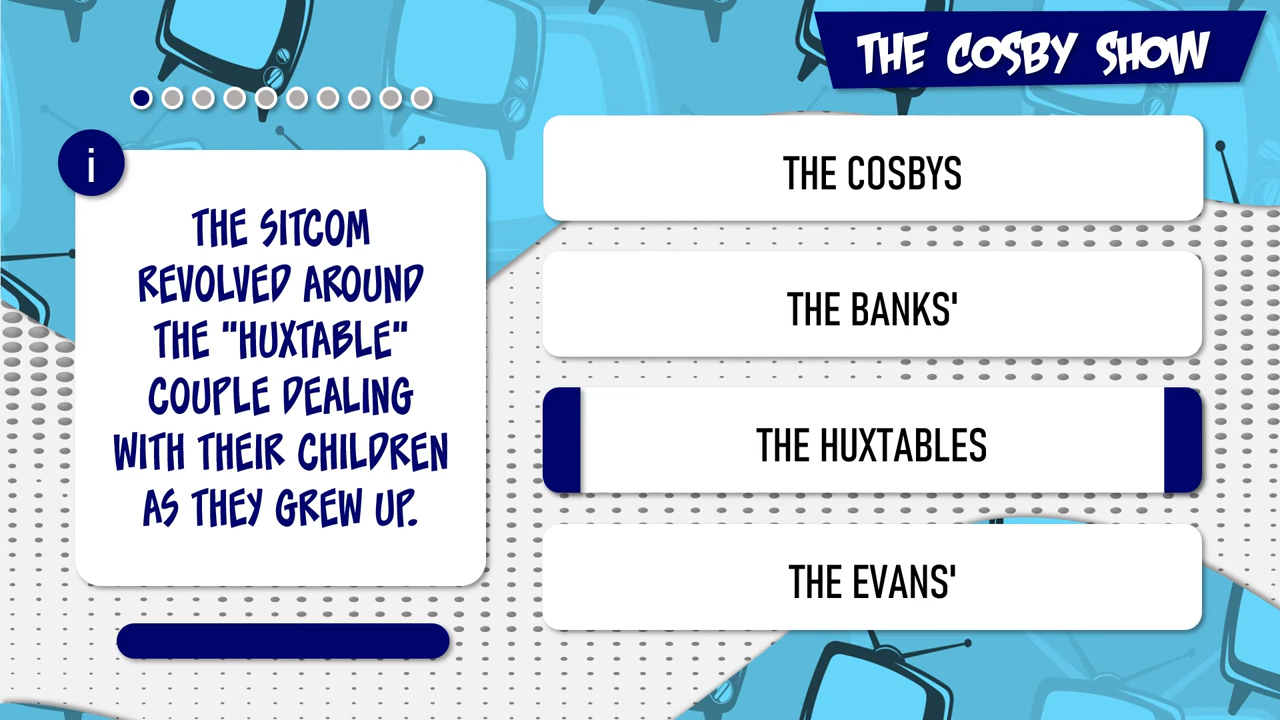 THE COSBY SHOW
i
THE SITCOM
REVOLVED AROUND
THE "HUXTABLE"
COUPLE DEALING
WITH THEIR CHILDREN
AS THEY GREW UP.
THE COSBYS
THE BANKS'
THE HUXTABLES
THE EVANS'